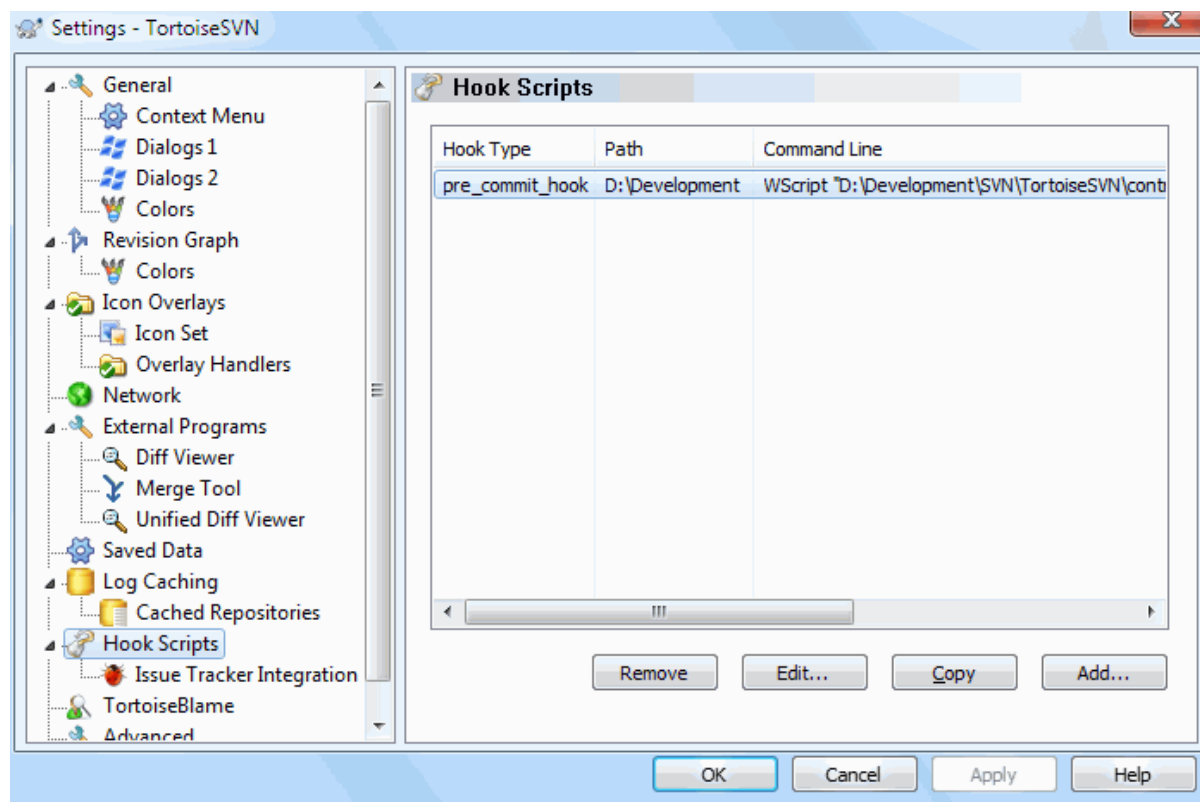 Settings - TortoiseSVN
General
Context Menu
Dialogs 1
Dialogs 2
Colors
Revision Graph
Colors
Icon Overlays
Icon Set
Overlay Handlers
Network
External Programs
Diff Viewer
Merge Tool
Unified Diff Viewer
Saved Data
Log Caching
Cached Repositories
Hook Scripts
Issue Tracker Integration
TortoiseBlame
Advanced
Hook Scripts
Hook Type Path Command Line
pre_commit_hook D:\Development WScript "D:\Development\SVN\TortoiseSVN\contr
Remove Edit... Copy Add...
OK Cancel Apply Help